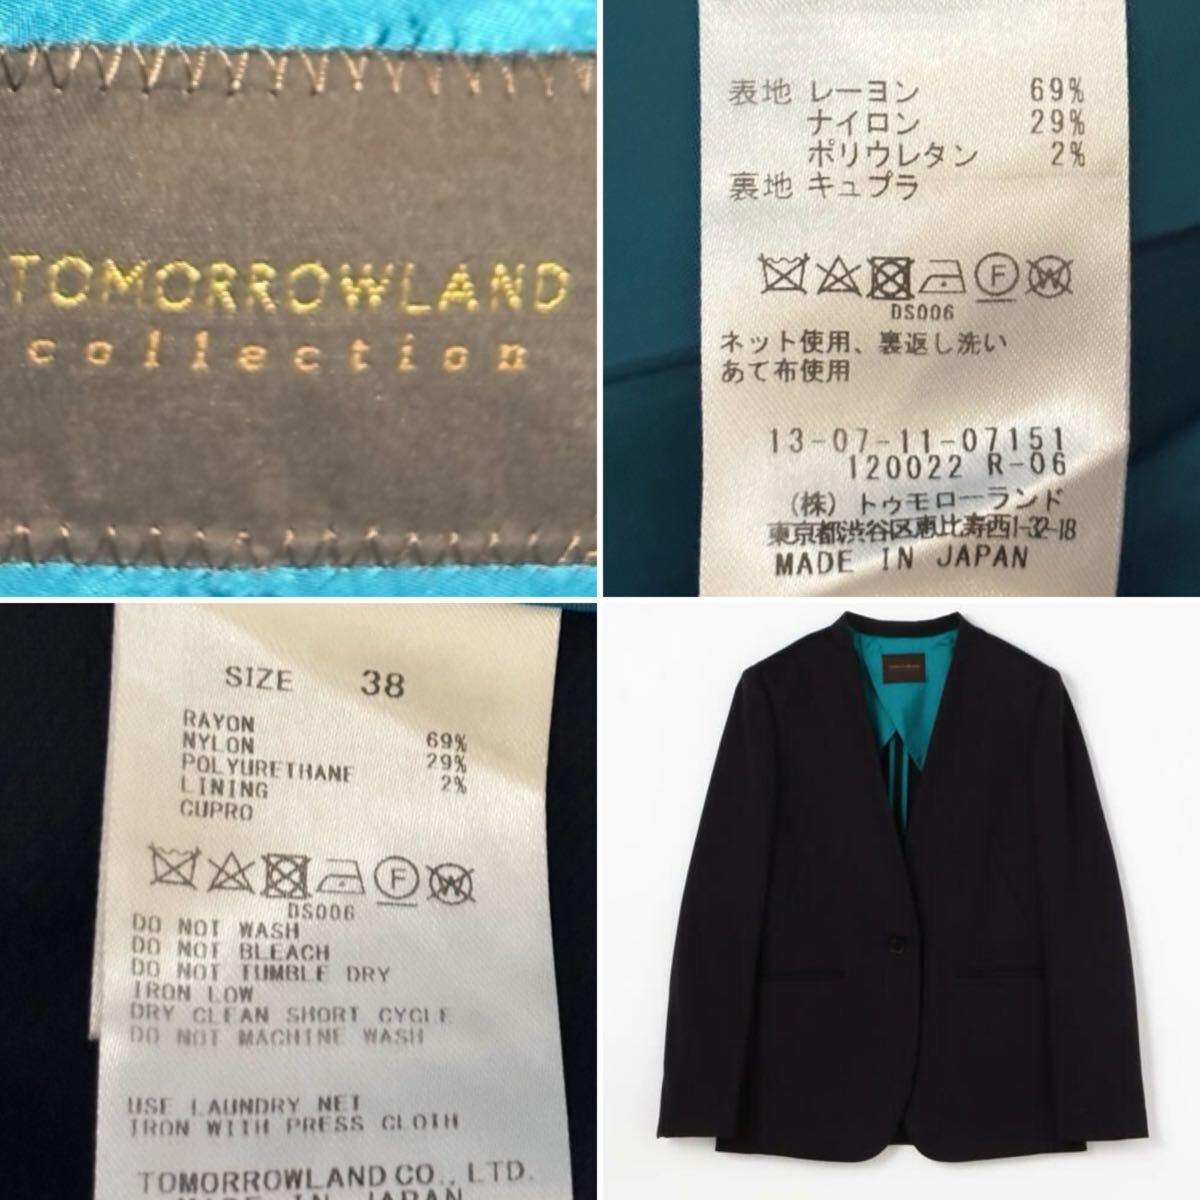 TOMORROWLAND
collection
表地 レーヨン 69%
ナイロン 29%
ポリウレタン 2%
裏地 キュプラ
F W
DS006
ネット使用、裏返し洗い
あて布使用
13-07-11-07151
120022 R-06
(株) トゥモローランド
東京都渋谷区恵比寿西1-32-18
MADE IN JAPAN
SIZE 38
RAYON
NYLON 69%
POLYURETHANE 29%
LINING 2%
CUPRO
F W
DS006
DO NOT WASH
DO NOT BLEACH
DO NOT TUMBLE DRY
IRON LOW
DRY CLEAN SHORT CYCLE
DO NOT MACHINE WASH
USE LAUNDRY NET
IRON WITH PRESS CLOTH
TOMORROWLAND CO., LTD.
MADE IN JAPAN